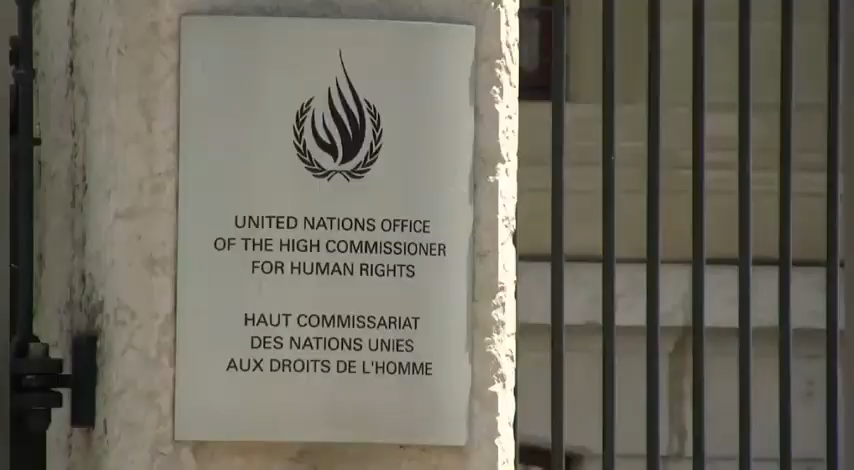 UNITED NATIONS OFFICE
OF THE HIGH COMMISSIONER
FOR HUMAN RIGHTS
HAUT COMMISSARIAT
DES NATIONS UNIES
AUX DROITS DE L'HOMME